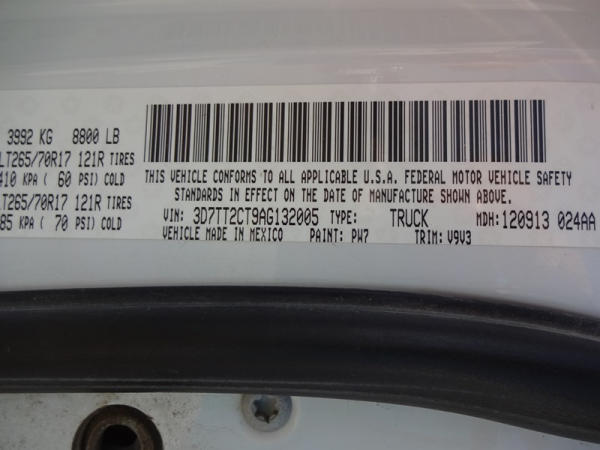 3992 KG 8800 LB
LT265/70R17 121R TIRES
410 KPA ( 60 PSI) COLD
LT265/70R17 121R TIRES
85 KPA ( 70 PSI) COLD
THIS VEHICLE CONFORMS TO ALL APPLICABLE U.S.A. FEDERAL MOTOR VEHICLE SAFETY
STANDARDS IN EFFECT ON THE DATE OF MANUFACTURE SHOWN ABOVE.
VIN: 3D7TT2CT9AG132005 TYPE: TRUCK MDH: 120913 024AA
VEHICLE MADE IN MEXICO PAINT: PW7 TRIM: V9V3